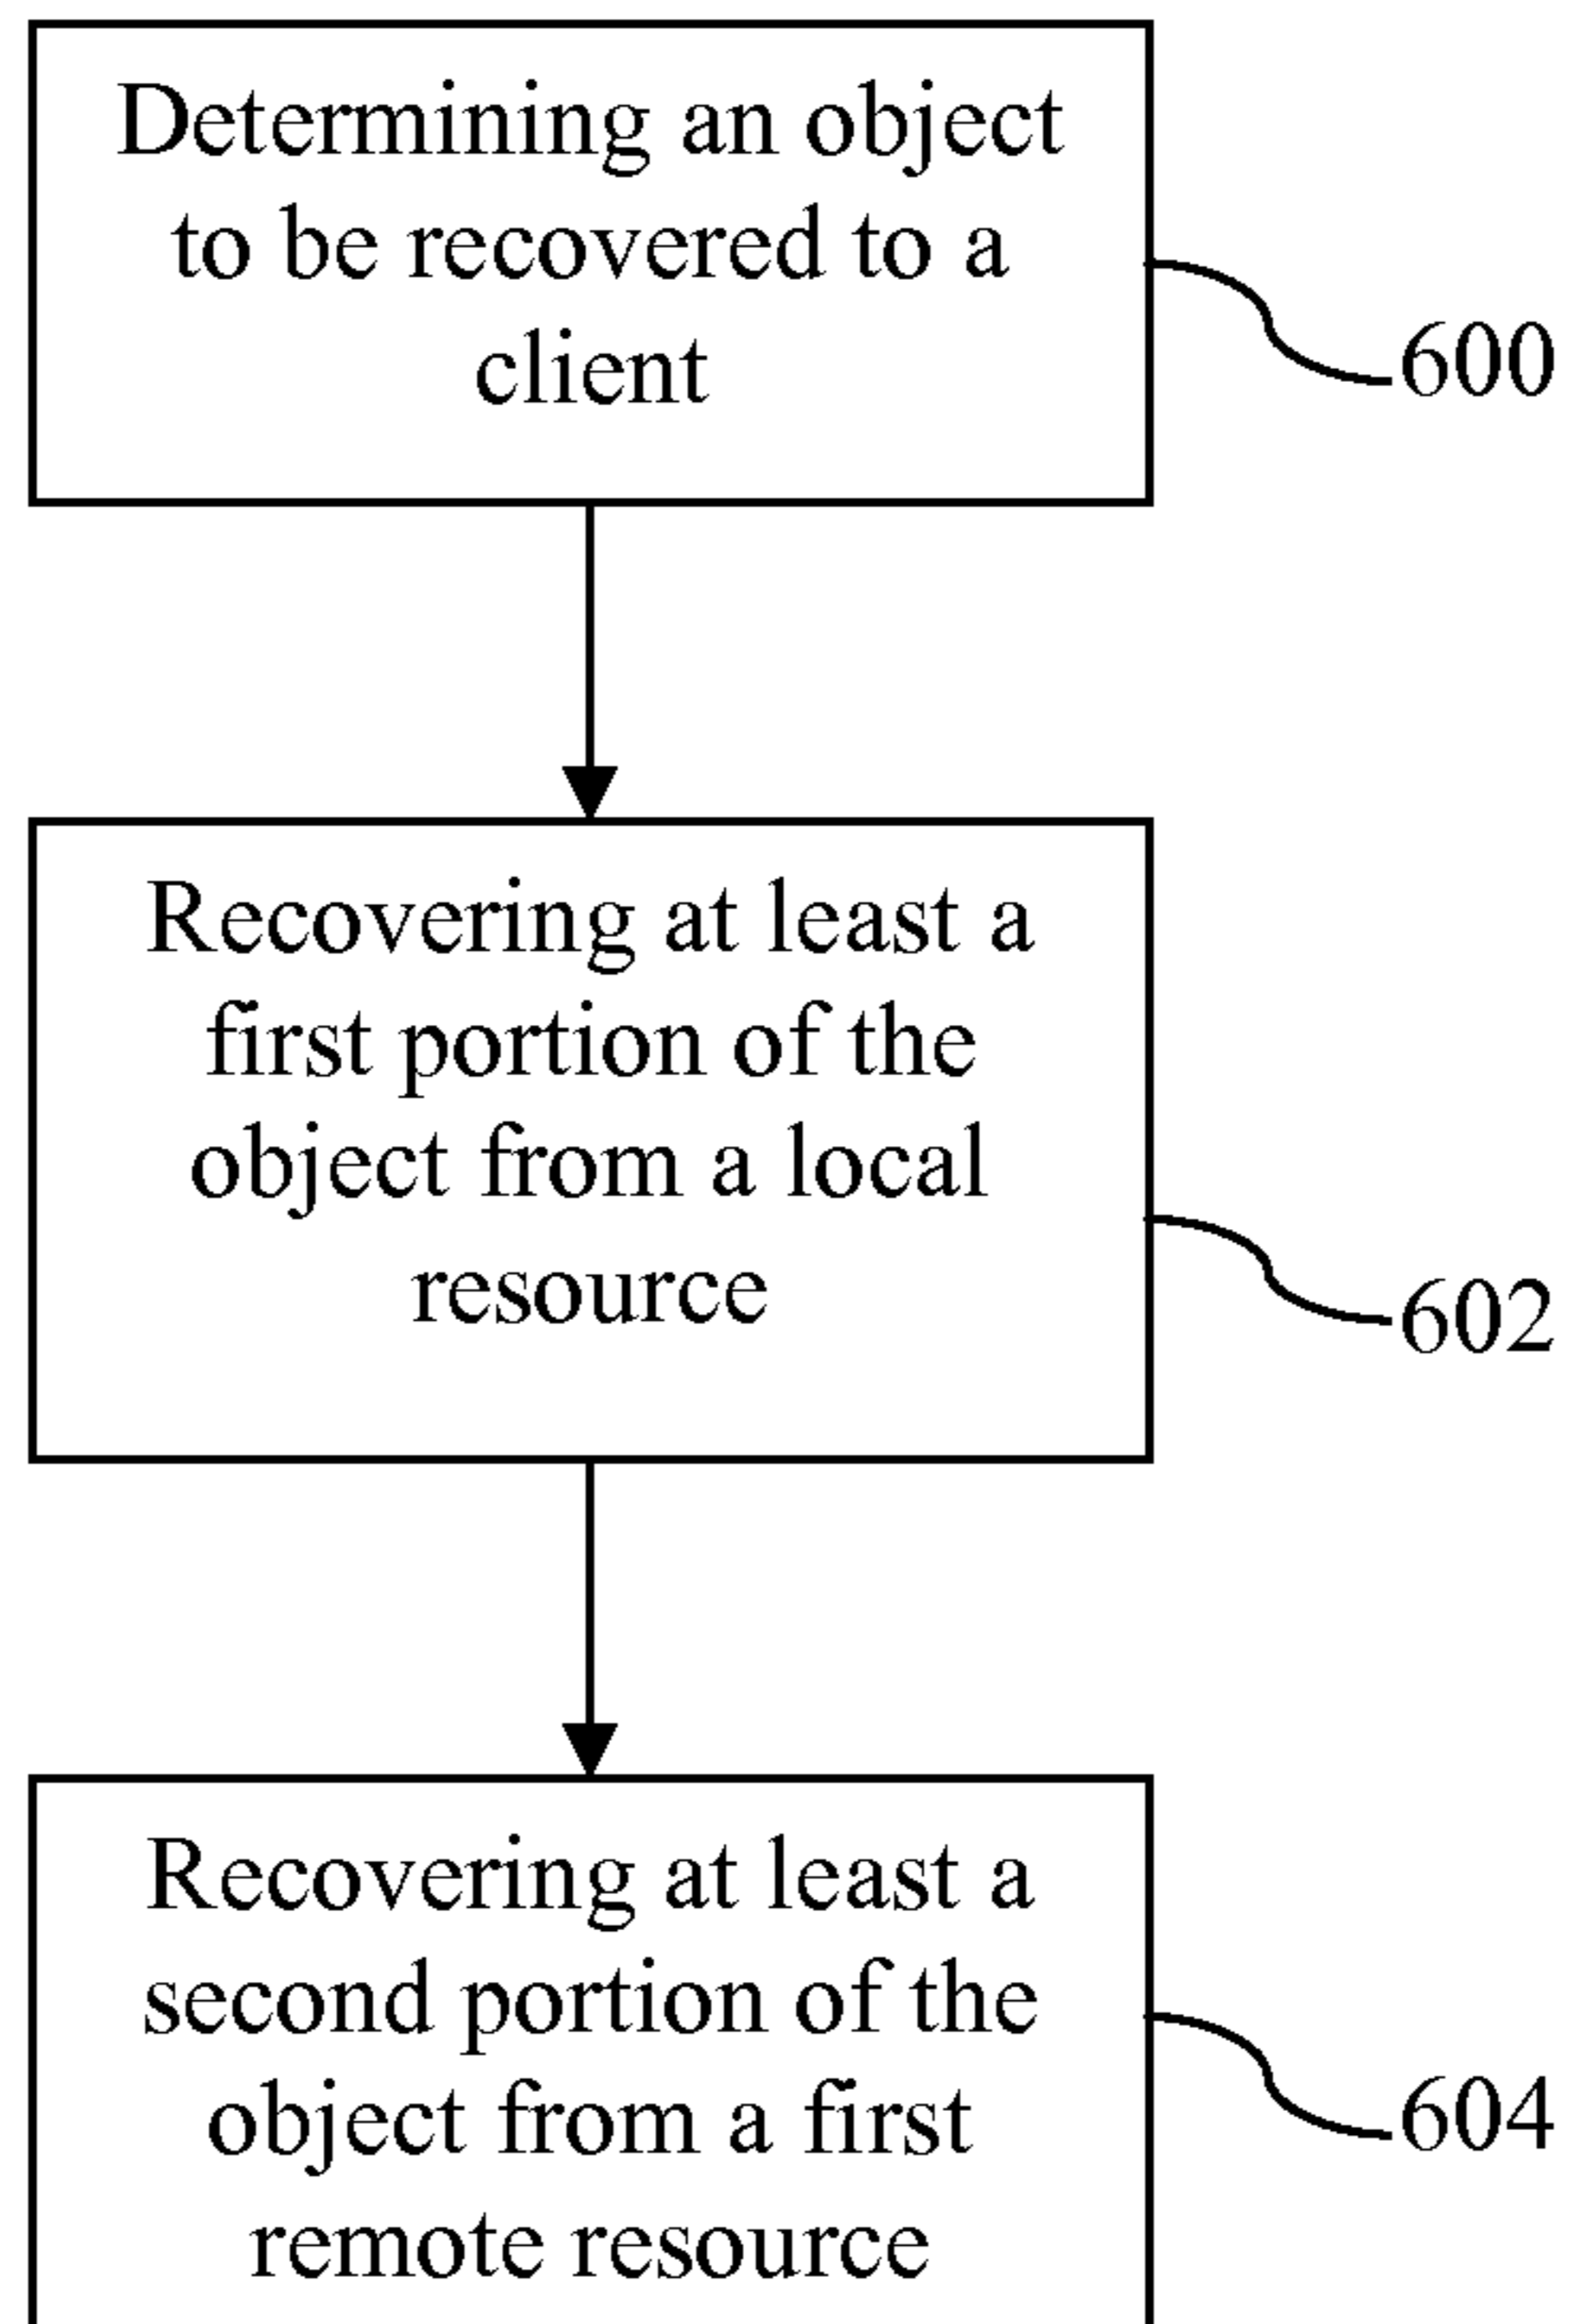 Determining an object
to be recovered to a
client
600
Recovering at least a
first portion of the
object from a local
resource
602
Recovering at least a
second portion of the
object from a first
remote resource
604